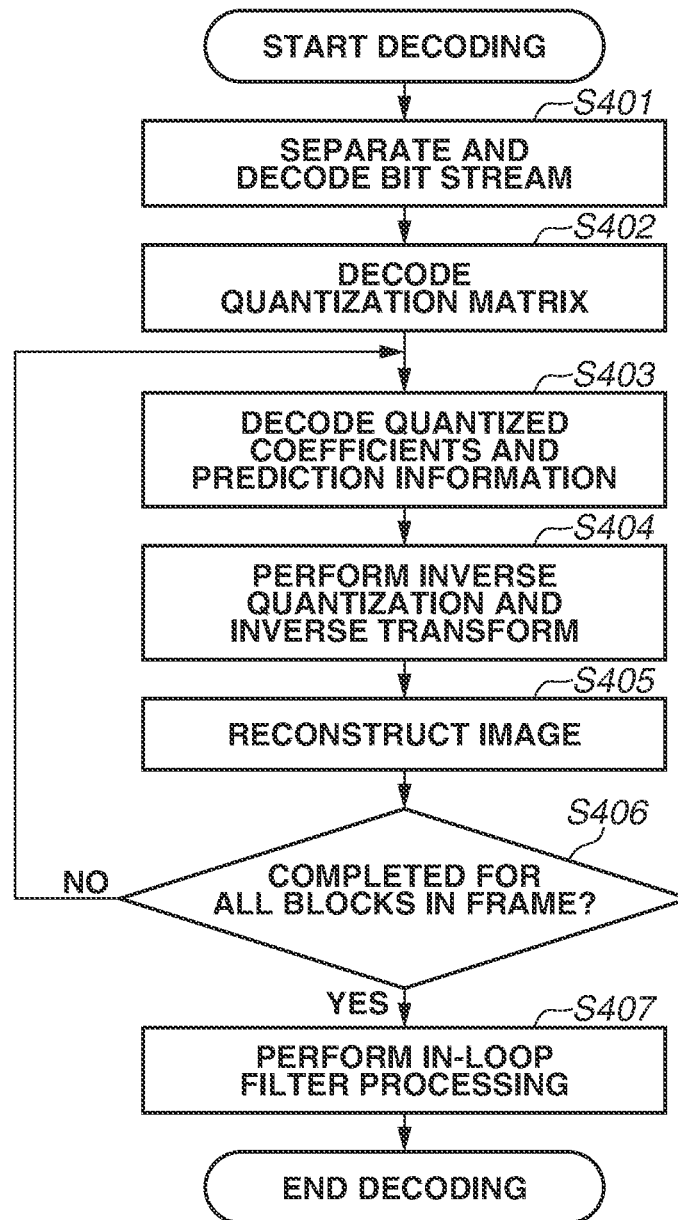 START DECODING
S401
SEPARATE AND
DECODE BIT STREAM
S402
DECODE
QUANTIZATION MATRIX
S403
DECODE QUANTIZED
COEFFICIENTS AND
PREDICTION INFORMATION
S404
PERFORM INVERSE
QUANTIZATION AND
INVERSE TRANSFORM
S405
RECONSTRUCT IMAGE
S406
COMPLETED FOR
ALL BLOCKS IN FRAME?
NO
YES
S407
PERFORM IN-LOOP
FILTER PROCESSING
END DECODING